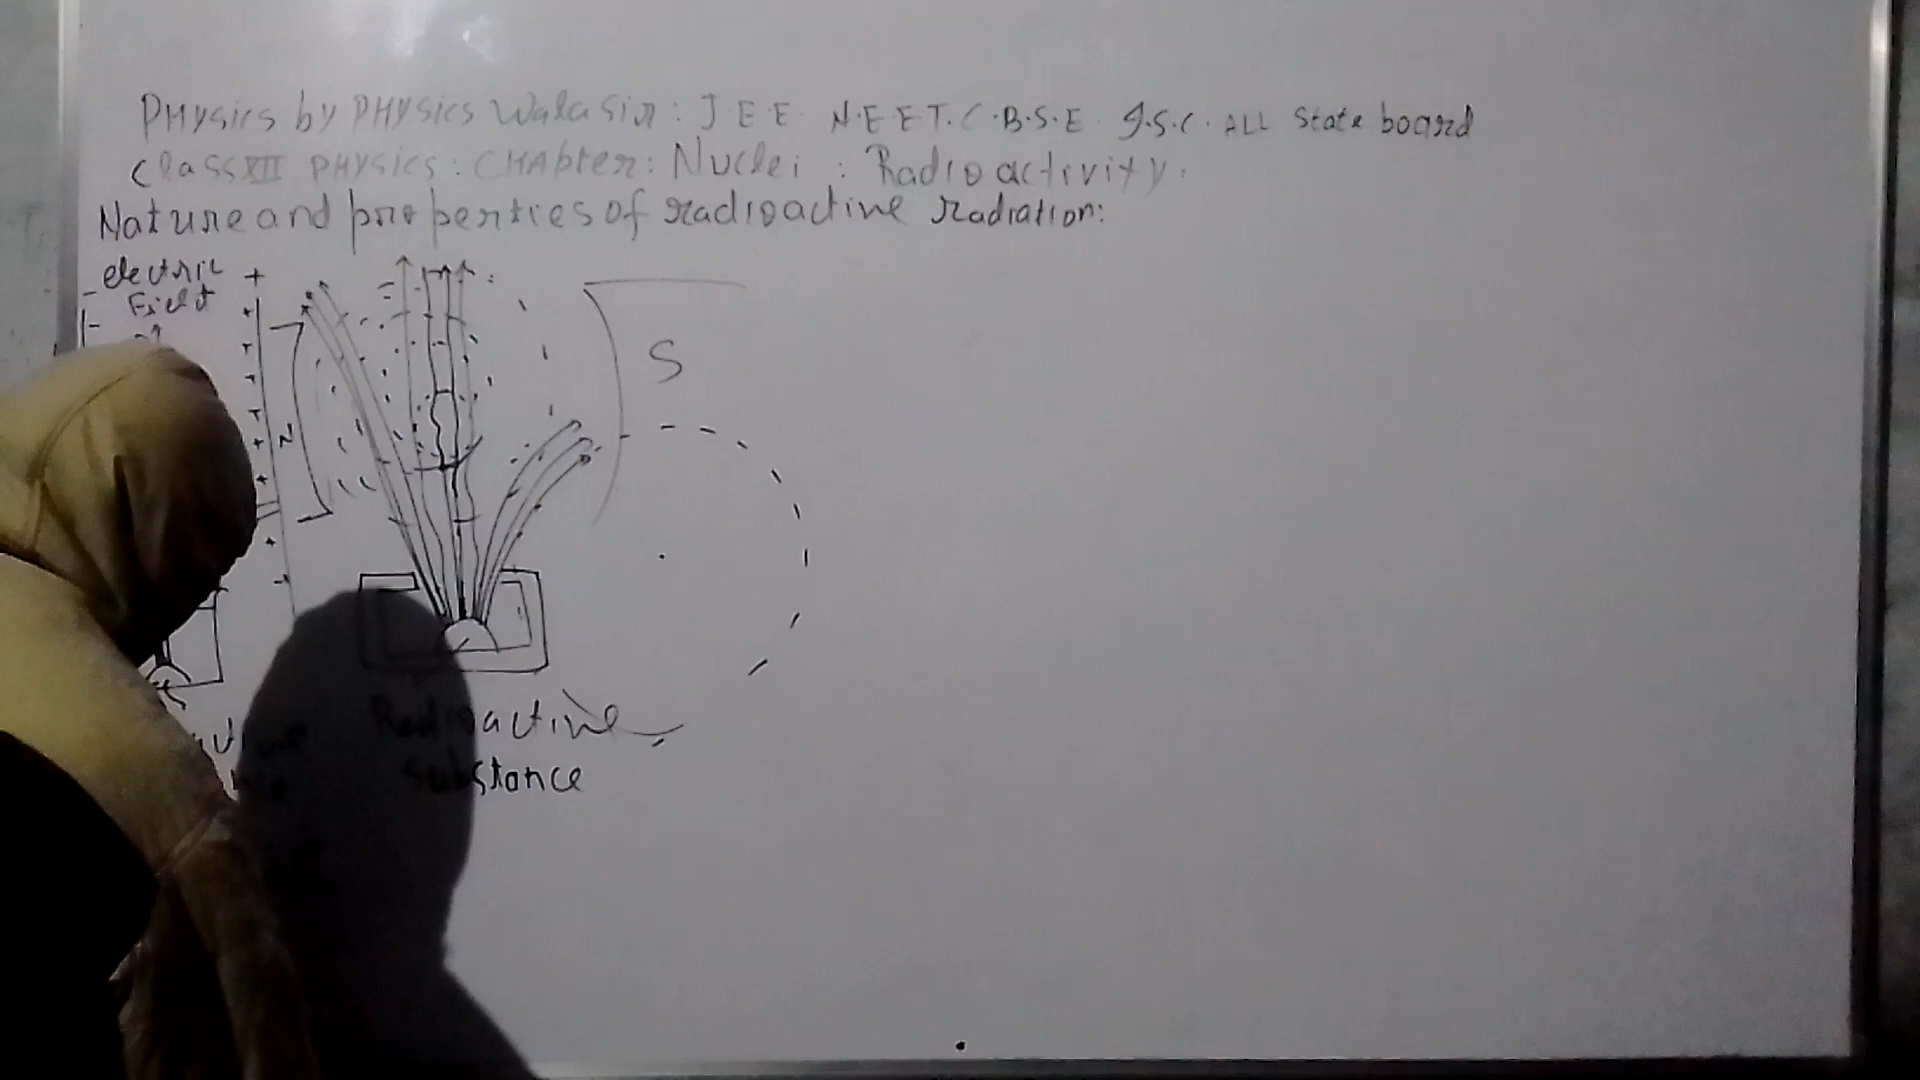 Physics by PHYsics Wala Sir: J.E.E. N.E.E.T. C.B.S.E. I.S.C. ALL State board
Class XII PHYSICS: CHApter: Nuclei : Radioactivity.
Nature and properties of radioactive radiation:
electric +
Field
N
S
Radioactive
substance